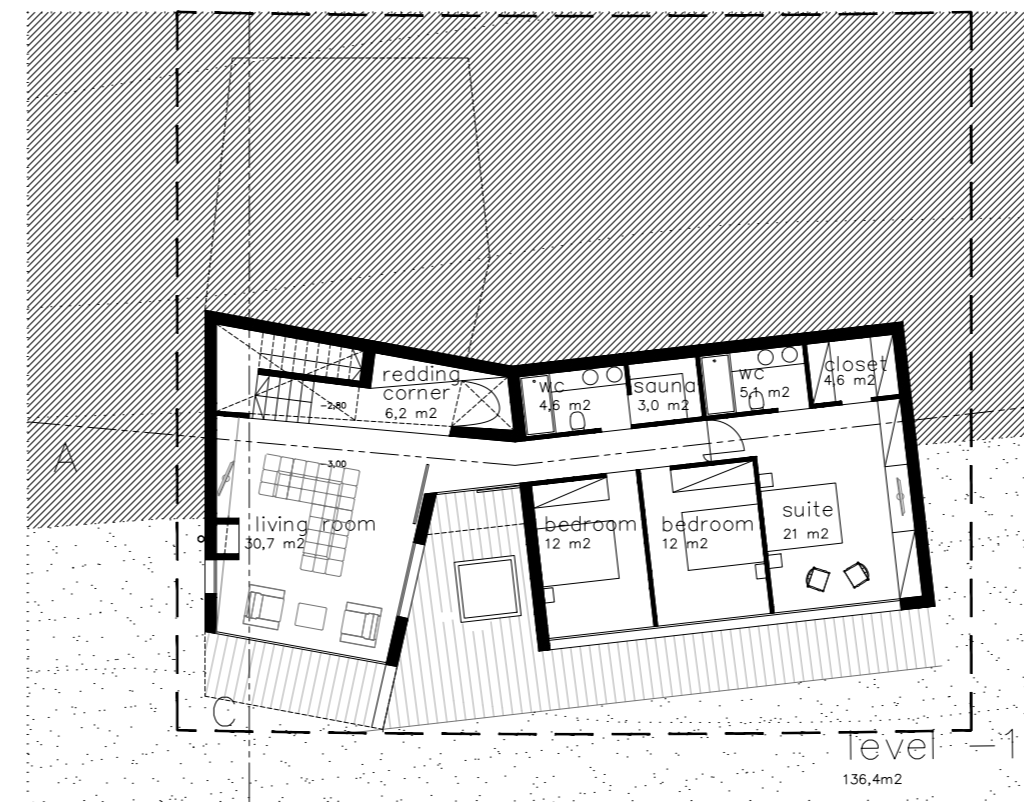 redding
corner
6,2 m2
-2,80
wc
4,6 m2
sauna
3,0 m2
wc
5,1 m2
closet
4,6 m2
A
3,00
living room
30,7 m2
bedroom
12 m2
bedroom
12 m2
suite
21 m2
C
level -1
136,4m2